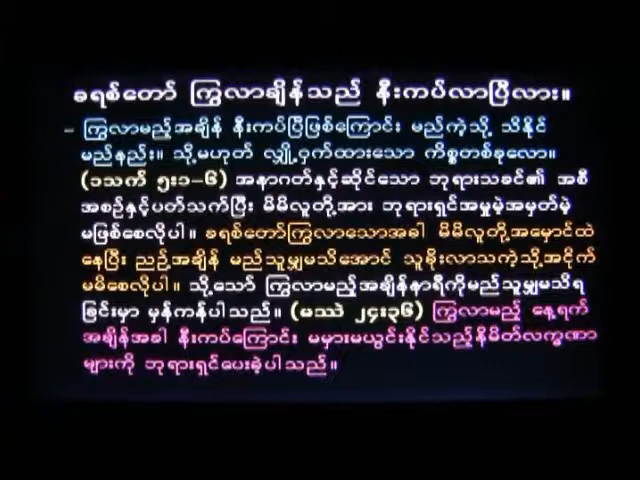 ခရစ်တော် ကြွလာချိန်သည် နီးကပ်လာပြီလား။
– ကြွလာမည့်အချိန် နီးကပ်ပြီဖြစ်ကြောင်း မည်ကဲ့သို့ သိနိုင်
မည်နည်း။ သို့မဟုတ် လျှို့ဝှက်ထားသော ကိစ္စတစ်ခုလော။
(၁သက် ၅း၁–၆) အနာဂတ်နှင့်ဆိုင်သော ဘုရားသခင်၏ အစီ
အစဉ်နှင့်ပတ်သက်ပြီး မိမိလူတို့အား ဘုရားရှင်အမှုမဲ့အမှတ်မဲ့
မဖြစ်စေလိုပါ။ ခရစ်တော်ကြွလာသောအခါ မိမိလူတို့အမှောင်ထဲ
နေပြီး ညဉ့်အချိန် မည်သူမျှမသိအောင် သူခိုးလာသကဲ့သို့အငိုက်
မမိစေလိုပါ။ သို့သော် ကြွလာမည့်အချိန်နာရီကိုမည်သူမျှမသိရ
ခြင်းမှာ မှန်ကန်ပါသည်။ (မဿဲ ၂၄း၃၆) ကြွလာမည့် နေ့ရက်
အချိန်အခါ နီးကပ်ကြောင်း မမှားမယွင်းနိုင်သည့်နိမိတ်လက္ခဏာ
များကို ဘုရားရှင်ပေးခဲ့ပါသည်။